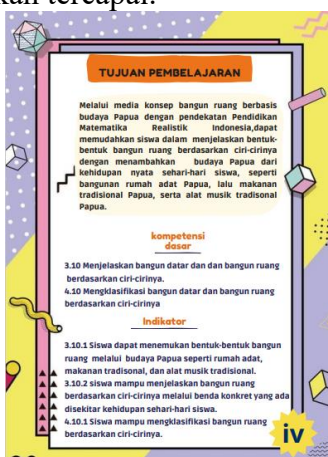 kan tercapai.
TUJUAN PEMBELAJARAN
Melalui media konsep bangun ruang berbasis
budaya Papua dengan pendekatan Pendidikan
Matematika Realistik Indonesia,dapat
memudahkan siswa dalam menjelaskan bentuk-
bentuk bangun ruang berdasarkan ciri-cirinya
dengan menambahkan budaya Papua dari
kehidupan nyata sehari-hari siswa, seperti
bangunan rumah adat Papua, lalu makanan
tradisional Papua, serta alat musik tradisonal
Papua.
kompetensi
dasar
3.10 Menjelaskan bangun datar dan dan bangun ruang
berdasarkan ciri-cirinya.
4.10 Mengklasifikasi bangun datar dan bangun ruang
berdasarkan ciri-cirinya
Indikator
3.10.1 Siswa dapat menemukan bentuk-bentuk bangun
ruang melalui budaya Papua seperti rumah adat,
makanan tradisonal, dan alat musik tradisional.
3.10.2 siswa mampu menjelaskan bangun ruang
berdasarkan ciri-cirinya melalui benda konkret yang ada
disekitar kehidupan sehari-hari siswa.
4.10.1 Siswa mampu mengklasifikasi bangun ruang
berdasarkan ciri-cirinya.
iv